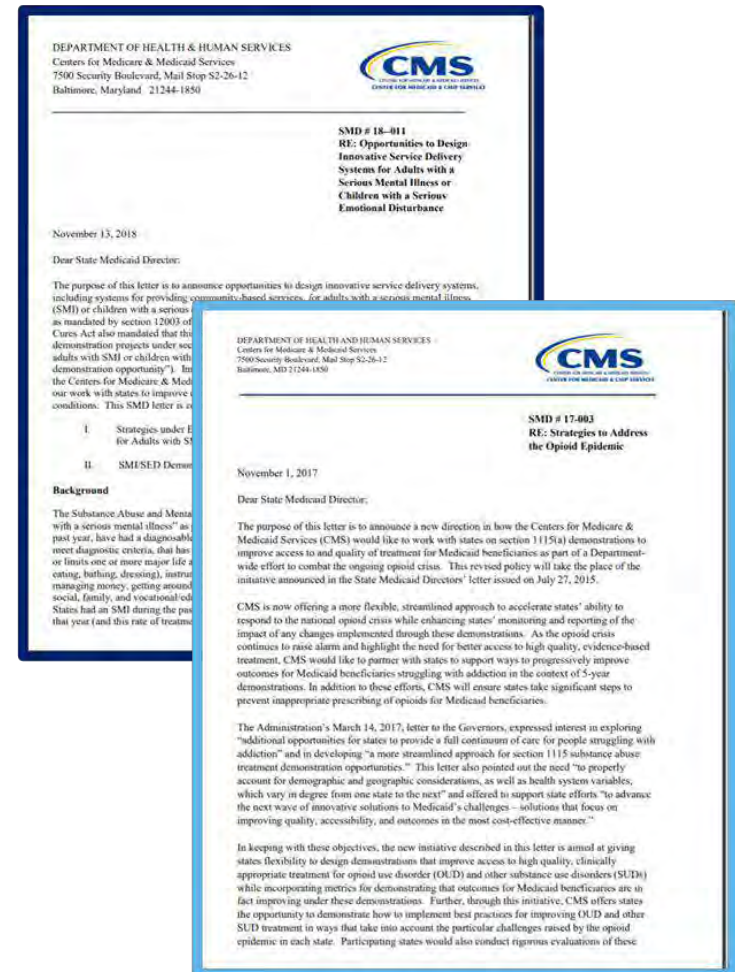 DEPARTMENT OF HEALTH & HUMAN SERVICES
Centers for Medicare & Medicaid Services
7500 Security Boulevard, Mail Stop S2-26-12
Baltimore, Maryland 21244-1850
CMS
CENTERS FOR MEDICARE & MEDICAID SERVICES
CENTER FOR MEDICAID & CHIP SERVICES
SMD # 18--011
RE: Opportunities to Design
Innovative Service Delivery
Systems for Adults with a
Serious Mental Illness or
Children with a Serious
Emotional Disturbance
November 13, 2018
Dear State Medicaid Director:
The purpose of this letter is to announce opportunities to design innovative service delivery systems,
including systems for providing community-based services, for adults with a serious mental illness
(SMI) or children with a serious
as mandated by section 12003 of
Cures Act also mandated that thi
demonstration projects under sec
adults with SMI or children with
demonstration opportunity"). Im
the Centers for Medicare & Medi
our work with states to improve
conditions. This SMD letter is co
I. Strategies under E
for Adults with SM
II. SMI/SED Demon
Background
The Substance Abuse and Menta
with a serious mental illness" as
past year, have had a diagnosable
meet diagnostic criteria, that has
or limits one or more major life a
eating, bathing, dressing), instrum
managing money, getting around
social, family, and vocational/edu
States had an SMI during the pas
that year (and this rate of treatme
DEPARTMENT OF HEALTH AND HUMAN SERVICES
Centers for Medicare & Medicaid Services
7500 Security Boulevard, Mail Stop S2-26-12
Baltimore, MD 21244-1850
CMS
CENTERS FOR MEDICARE & MEDICAID SERVICES
CENTER FOR MEDICAID & CHIP SERVICES
SMD # 17-003
RE: Strategies to Address
the Opioid Epidemic
November 1, 2017
Dear State Medicaid Director:
The purpose of this letter is to announce a new direction in how the Centers for Medicare &
Medicaid Services (CMS) would like to work with states on section 1115(a) demonstrations to
improve access to and quality of treatment for Medicaid beneficiaries as part of a Department-
wide effort to combat the ongoing opioid crisis. This revised policy will take the place of the
initiative announced in the State Medicaid Directors' letter issued on July 27, 2015.
CMS is now offering a more flexible, streamlined approach to accelerate states' ability to
respond to the national opioid crisis while enhancing states' monitoring and reporting of the
impact of any changes implemented through these demonstrations. As the opioid crisis
continues to raise alarm and highlight the need for better access to high quality, evidence-based
treatment, CMS would like to partner with states to support ways to progressively improve
outcomes for Medicaid beneficiaries struggling with addiction in the context of 5-year
demonstrations. In addition to these efforts, CMS will ensure states take significant steps to
prevent inappropriate prescribing of opioids for Medicaid beneficiaries.
The Administration's March 14, 2017, letter to the Governors, expressed interest in exploring
"additional opportunities for states to provide a full continuum of care for people struggling with
addiction" and in developing "a more streamlined approach for section 1115 substance abuse
treatment demonstration opportunities." This letter also pointed out the need "to properly
account for demographic and geographic considerations, as well as health system variables,
which vary in degree from one state to the next" and offered to support state efforts "to advance
the next wave of innovative solutions to Medicaid's challenges – solutions that focus on
improving quality, accessibility, and outcomes in the most cost-effective manner."
In keeping with these objectives, the new initiative described in this letter is aimed at giving
states flexibility to design demonstrations that improve access to high quality, clinically
appropriate treatment for opioid use disorder (OUD) and other substance use disorders (SUDs)
while incorporating metrics for demonstrating that outcomes for Medicaid beneficiaries are in
fact improving under these demonstrations. Further, through this initiative, CMS offers states
the opportunity to demonstrate how to implement best practices for improving OUD and other
SUD treatment in ways that take into account the particular challenges raised by the opioid
epidemic in each state. Participating states would also conduct rigorous evaluations of these